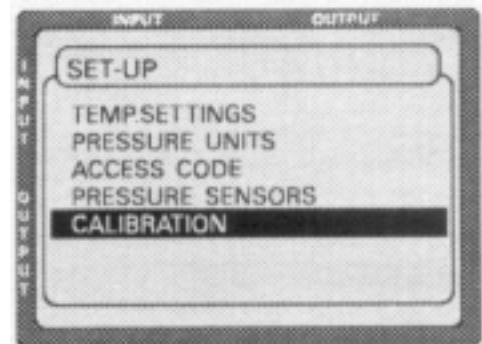 INPUT OUTPUT
INPUT OUTPUT
SET-UP
TEMP.SETTINGS
PRESSURE UNITS
ACCESS CODE
PRESSURE SENSORS
CALIBRATION